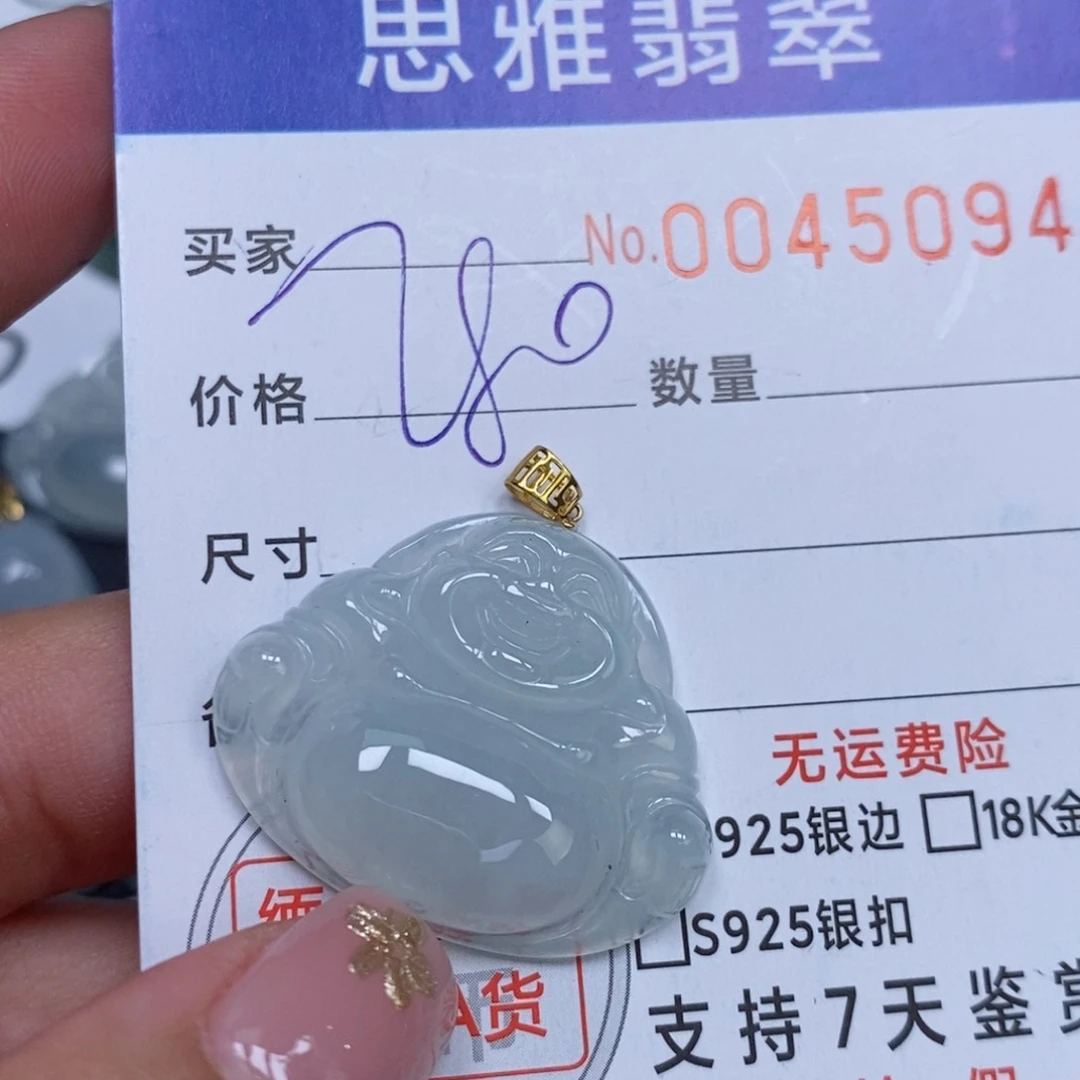 思雅翡翠
买家 No.0045094
价格 数量
尺寸
无运费险
925银边 □18K金
□S925银扣
A货
支持7天鉴赏